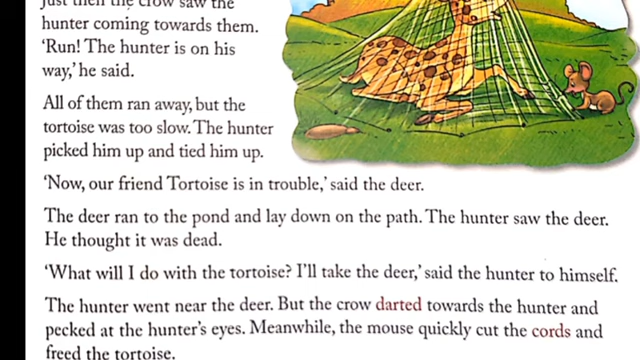 Just then the crow saw the
hunter coming towards them.
‘Run! The hunter is on his
way,’ he said.
All of them ran away, but the
tortoise was too slow. The hunter
picked him up and tied him up.
‘Now, our friend Tortoise is in trouble,’ said the deer.
The deer ran to the pond and lay down on the path. The hunter saw the deer.
He thought it was dead.
‘What will I do with the tortoise? I’ll take the deer,’ said the hunter to himself.
The hunter went near the deer. But the crow darted towards the hunter and
pecked at the hunter’s eyes. Meanwhile, the mouse quickly cut the cords and
freed the tortoise.